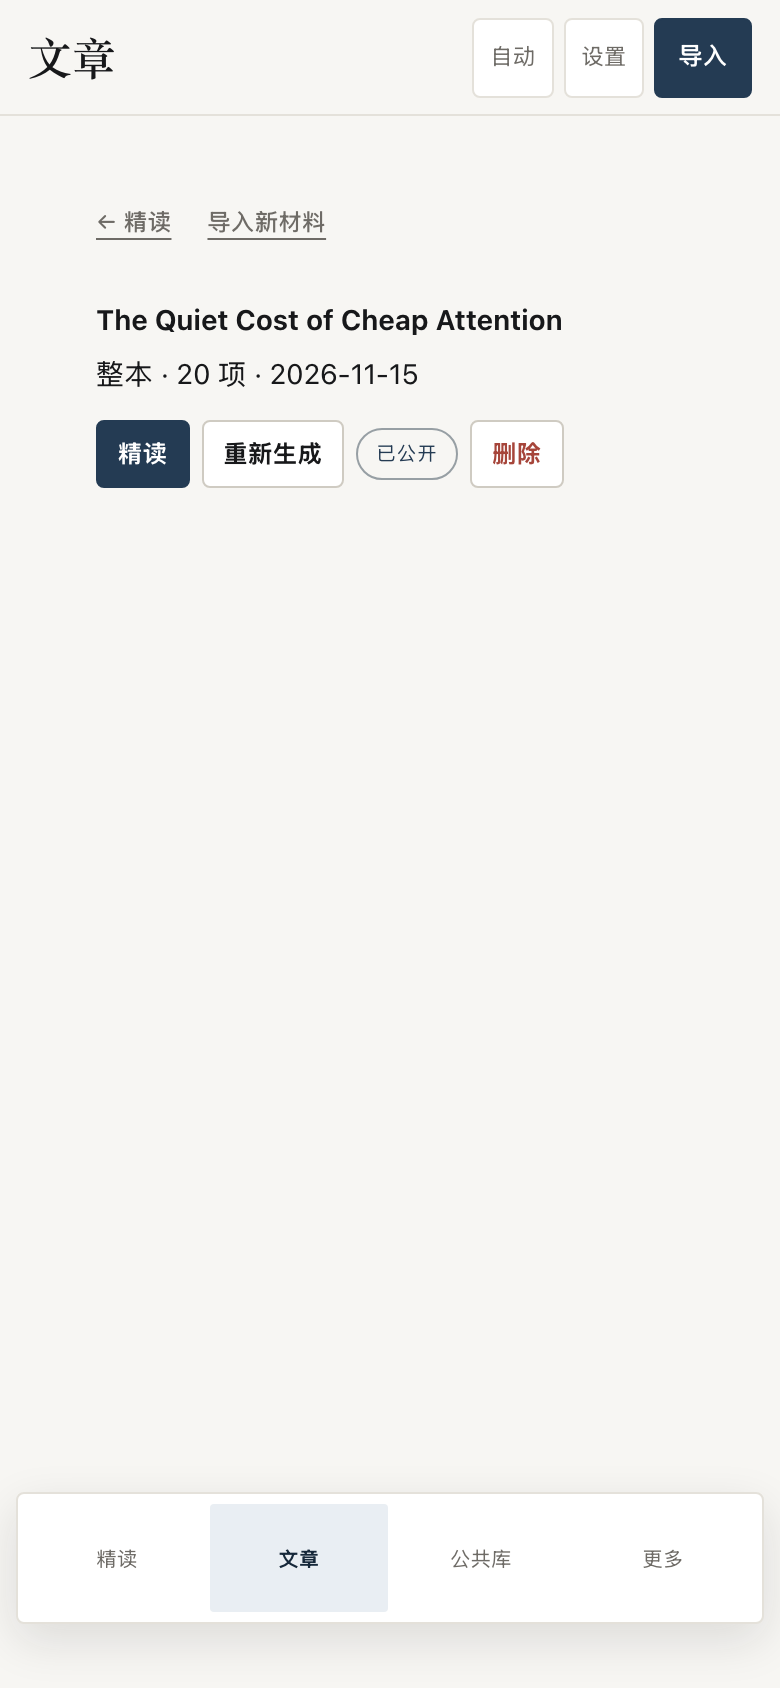 文章
自动 设置 导入
← 精读 导入新材料
The Quiet Cost of Cheap Attention
整本 · 20 项 · 2026-11-15
精读 重新生成 已公开 删除
精读 文章 公共库 更多